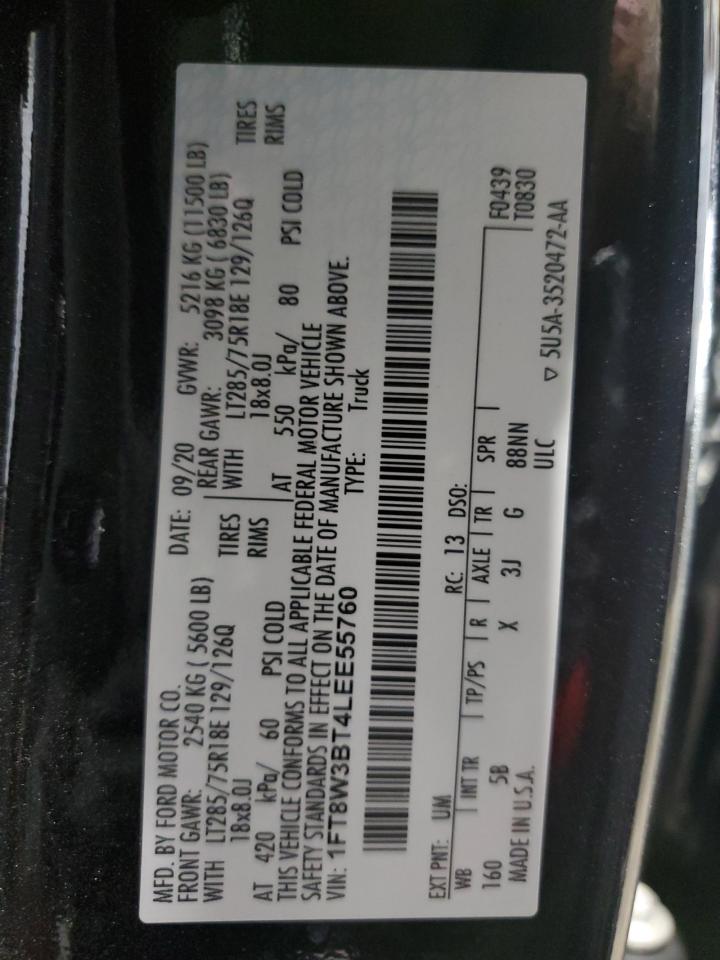 MFD. BY FORD MOTOR CO.
DATE: 09/20 GVWR: 5216 KG (11500 LB)
FRONT GAWR: 2540 KG ( 5600 LB) REAR GAWR: 3098 KG ( 6830 LB)
WITH LT285/75R18E 129/126Q TIRES WITH LT285/75R18E 129/126Q TIRES
18x8.0J RIMS 18x8.0J RIMS
AT 420 kPa/ 60 PSI COLD AT 550 kPa/ 80 PSI COLD
THIS VEHICLE CONFORMS TO ALL APPLICABLE FEDERAL MOTOR VEHICLE
SAFETY STANDARDS IN EFFECT ON THE DATE OF MANUFACTURE SHOWN ABOVE.
VIN: 1FT8W3BT4LEE55760 TYPE: Truck
EXT PNT: UM RC: 13 DSO: F0439
WB | INT TR | TP/PS | R | AXLE | TR | SPR | T0830
160 5B X 3J G 88NN
MADE IN U.S.A. ULC
▽ 5U5A-3520472-AA